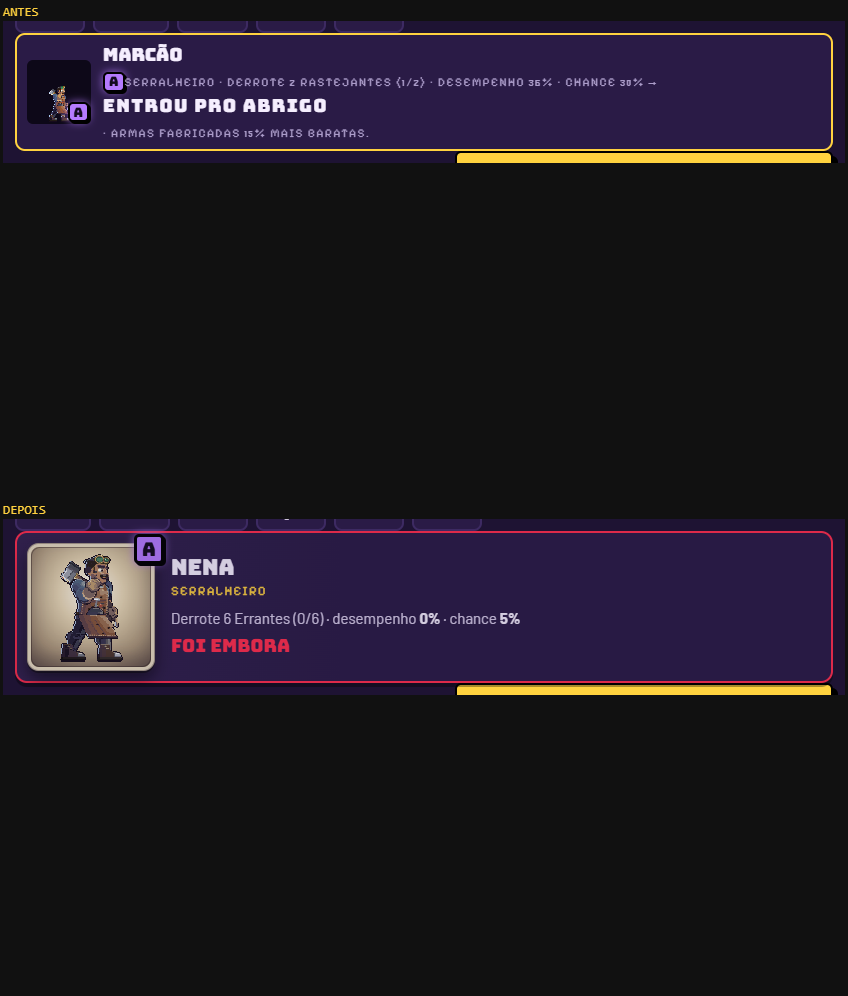 ANTES
MARCÃO
A SERRALHEIRO · DERROTE 2 RASTEJANTES (1/2) · DESEMPENHO 35% · CHANCE 30% →
A
ENTROU PRO ABRIGO
· ARMAS FABRICADAS 15% MAIS BARATAS.
DEPOIS
A
NENA
SERRALHEIRO
Derrote 6 Errantes (0/6) · desempenho 0% · chance 5%
FOI EMBORA